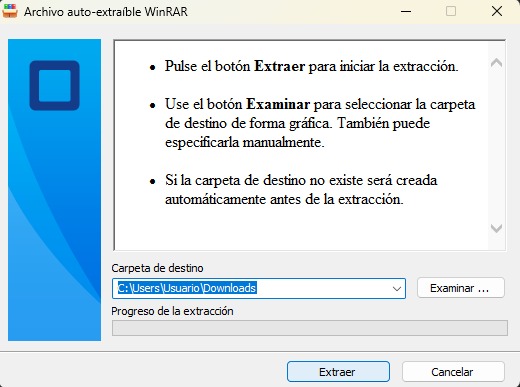 Archivo auto-extraíble WinRAR
• Pulse el botón Extraer para iniciar la extracción.
• Use el botón Examinar para seleccionar la carpeta
de destino de forma gráfica. También puede
especificarla manualmente.
• Si la carpeta de destino no existe será creada
automáticamente antes de la extracción.
Carpeta de destino
C:\Users\Usuario\Downloads
Examinar ...
Progreso de la extracción
Extraer
Cancelar